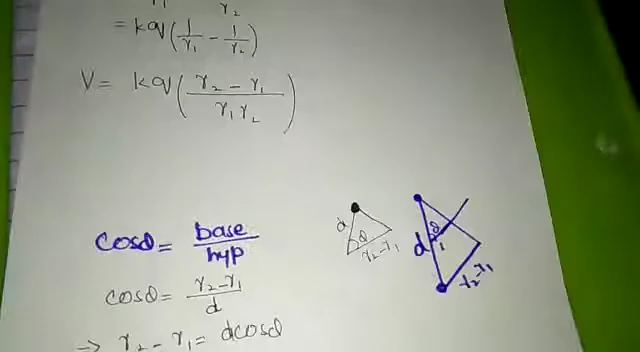 r₂
= kq(1/r₁ - 1/r₂)
V = kq(r₂ - r₁/r₁r₂)
cosθ = base/hyp
d θ r₂-r₁
d θ r₂-r₁
cosθ = r₂-r₁/d
⇒ r₂ - r₁ = dcosθ